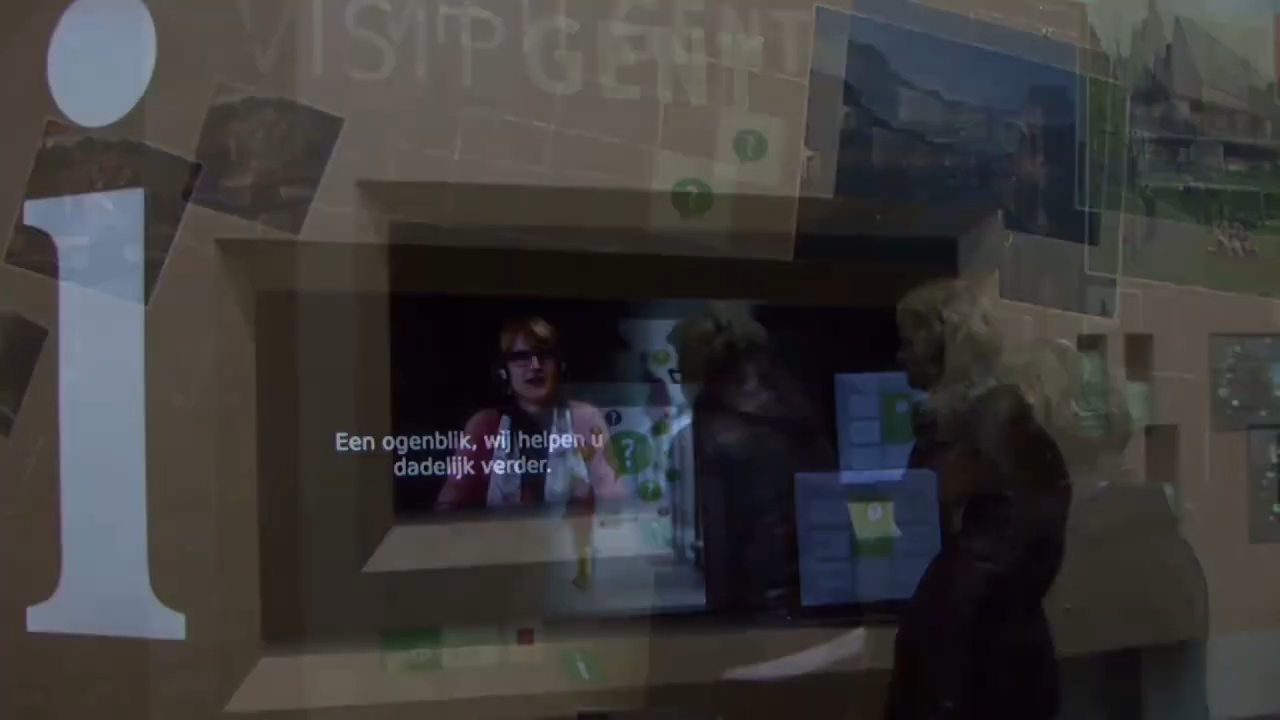 i
VISIT GENT
?
?
Een ogenblik, wij helpen u
dadelijk verder.
?
?